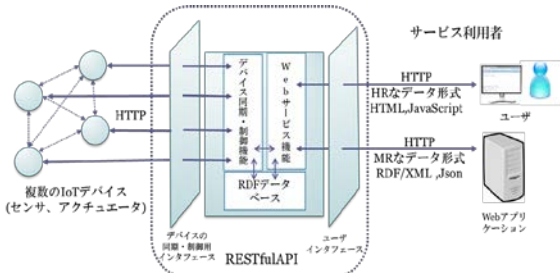 サービス利用者
デバイス同期・制御機能
Webサービス機能
HTTP
HRなデータ形式
HTML,JavaScript
ユーザ
HTTP
HTTP
MRなデータ形式
RDF/XML ,Json
RDFデータ
ベース
複数のIoTデバイス
(センサ、アクチュエータ)
デバイスの
同期・制御用
インタフェース
ユーザ
インタフェース
Webアプリ
ケーション
RESTfulAPI